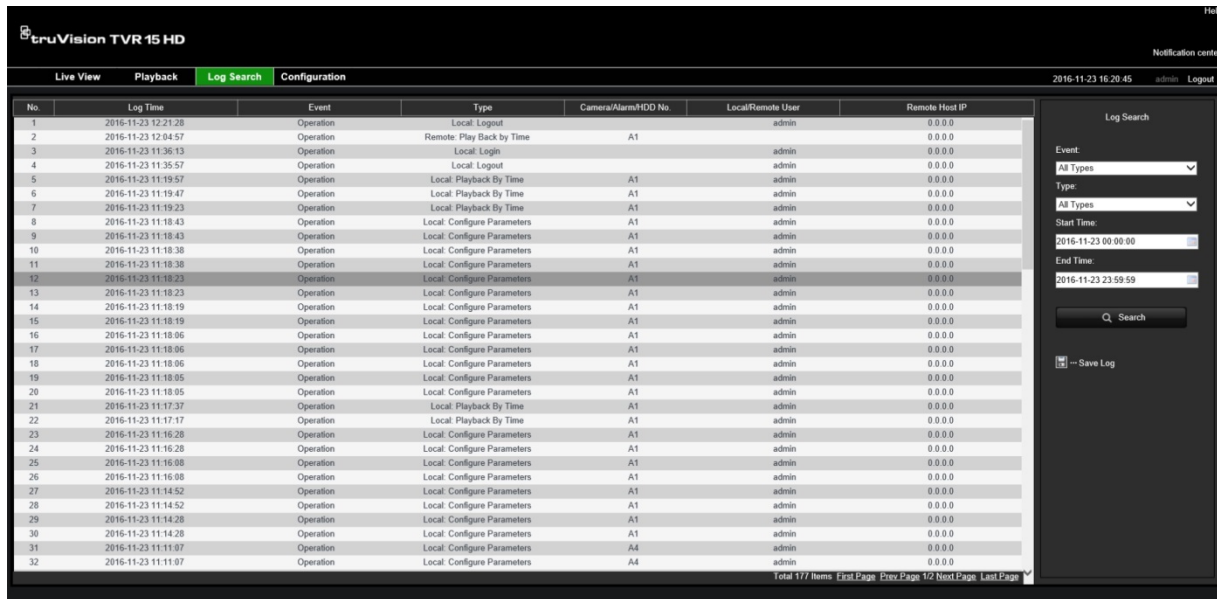 Hel
truVision TVR 15 HD
Notification cente
Live View Playback Log Search Configuration 2016-11-23 16:20:45 admin Logout
No. Log Time Event Type Camera/Alarm/HDD No. Local/Remote User Remote Host IP
1 2016-11-23 12:21:28 Operation Local: Logout admin 0.0.0.0
2 2016-11-23 12:04:57 Operation Remote: Play Back by Time A1 0.0.0.0
3 2016-11-23 11:36:13 Operation Local: Login admin 0.0.0.0
4 2016-11-23 11:35:57 Operation Local: Logout admin 0.0.0.0
5 2016-11-23 11:19:57 Operation Local: Playback By Time A1 admin 0.0.0.0
6 2016-11-23 11:19:47 Operation Local: Playback By Time A1 admin 0.0.0.0
7 2016-11-23 11:19:23 Operation Local: Playback By Time A1 admin 0.0.0.0
8 2016-11-23 11:18:43 Operation Local: Configure Parameters A1 admin 0.0.0.0
9 2016-11-23 11:18:43 Operation Local: Configure Parameters A1 admin 0.0.0.0
10 2016-11-23 11:18:38 Operation Local: Configure Parameters A1 admin 0.0.0.0
11 2016-11-23 11:18:38 Operation Local: Configure Parameters A1 admin 0.0.0.0
12 2016-11-23 11:18:23 Operation Local: Configure Parameters A1 admin 0.0.0.0
13 2016-11-23 11:18:23 Operation Local: Configure Parameters A1 admin 0.0.0.0
14 2016-11-23 11:18:19 Operation Local: Configure Parameters A1 admin 0.0.0.0
15 2016-11-23 11:18:19 Operation Local: Configure Parameters A1 admin 0.0.0.0
16 2016-11-23 11:18:06 Operation Local: Configure Parameters A1 admin 0.0.0.0
17 2016-11-23 11:18:06 Operation Local: Configure Parameters A1 admin 0.0.0.0
18 2016-11-23 11:18:06 Operation Local: Configure Parameters A1 admin 0.0.0.0
19 2016-11-23 11:18:05 Operation Local: Configure Parameters A1 admin 0.0.0.0
20 2016-11-23 11:18:05 Operation Local: Configure Parameters A1 admin 0.0.0.0
21 2016-11-23 11:17:37 Operation Local: Playback By Time A1 admin 0.0.0.0
22 2016-11-23 11:17:17 Operation Local: Playback By Time A1 admin 0.0.0.0
23 2016-11-23 11:16:28 Operation Local: Configure Parameters A1 admin 0.0.0.0
24 2016-11-23 11:16:28 Operation Local: Configure Parameters A1 admin 0.0.0.0
25 2016-11-23 11:16:08 Operation Local: Configure Parameters A1 admin 0.0.0.0
26 2016-11-23 11:16:08 Operation Local: Configure Parameters A1 admin 0.0.0.0
27 2016-11-23 11:14:52 Operation Local: Configure Parameters A1 admin 0.0.0.0
28 2016-11-23 11:14:52 Operation Local: Configure Parameters A1 admin 0.0.0.0
29 2016-11-23 11:14:28 Operation Local: Configure Parameters A1 admin 0.0.0.0
30 2016-11-23 11:14:28 Operation Local: Configure Parameters A1 admin 0.0.0.0
31 2016-11-23 11:11:07 Operation Local: Configure Parameters A4 admin 0.0.0.0
32 2016-11-23 11:11:07 Operation Local: Configure Parameters A4 admin 0.0.0.0
Total 177 Items First Page Prev Page 1/2 Next Page Last Page
Log Search
Event:
All Types
Type:
All Types
Start Time:
2016-11-23 00:00:00
End Time:
2016-11-23 23:59:59
Search
--- Save Log